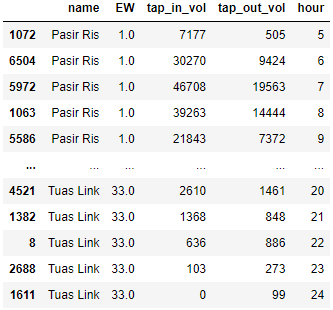 name EW tap_in_vol tap_out_vol hour
1072 Pasir Ris 1.0 7177 505 5
6504 Pasir Ris 1.0 30270 9424 6
5972 Pasir Ris 1.0 46708 19563 7
1063 Pasir Ris 1.0 39263 14444 8
5586 Pasir Ris 1.0 21843 7372 9
... ... ... ... ... ...
4521 Tuas Link 33.0 2610 1461 20
1382 Tuas Link 33.0 1368 848 21
8 Tuas Link 33.0 636 886 22
2688 Tuas Link 33.0 103 273 23
1611 Tuas Link 33.0 0 99 24